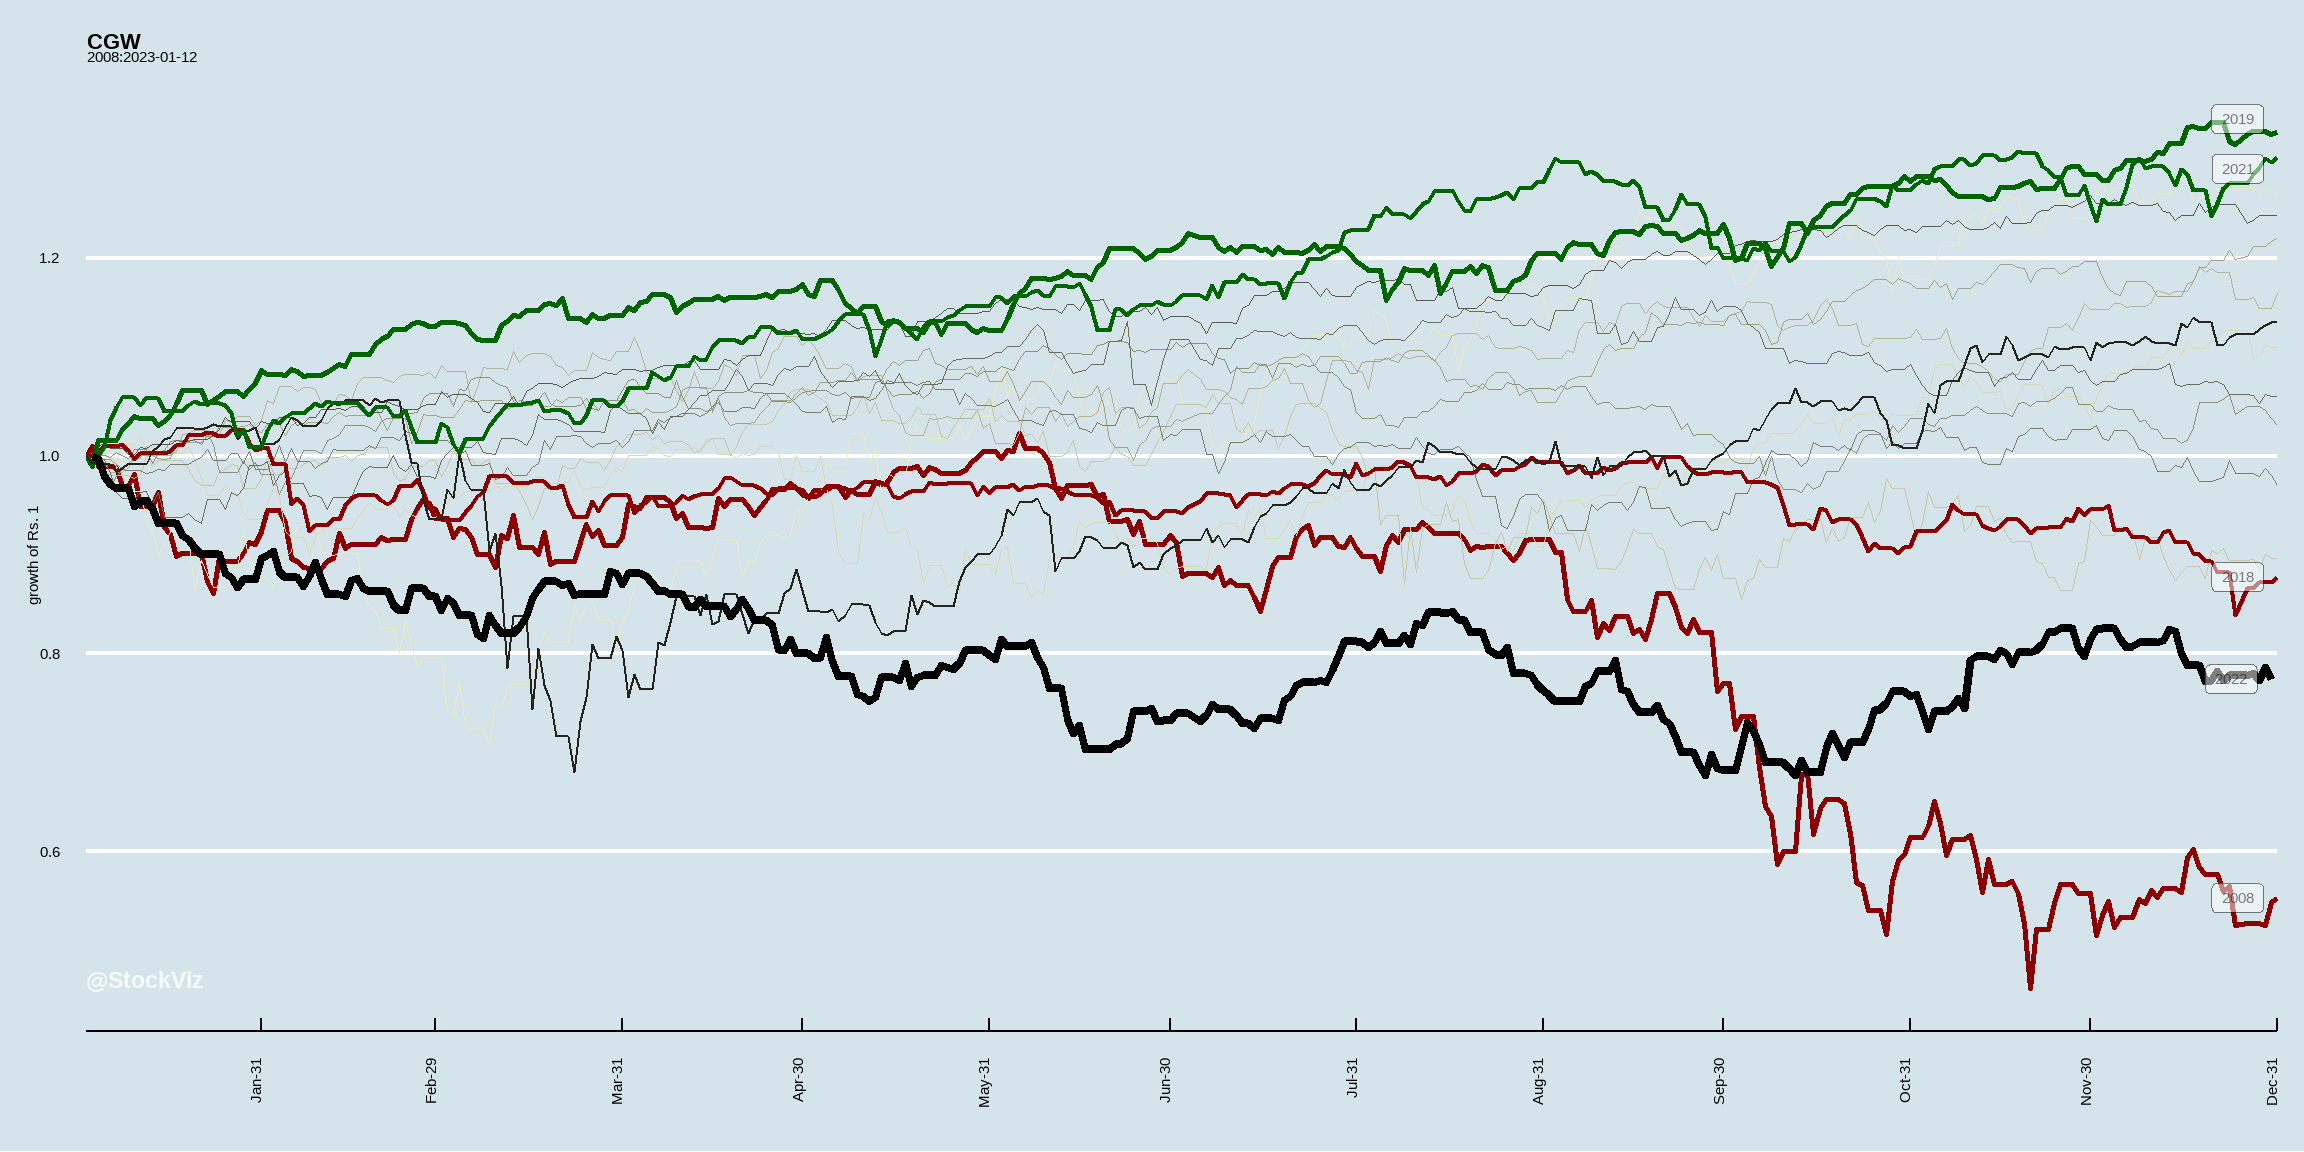 CGW
2008:2023-01-12
2019
2021
1.2
1.0
growth of Rs. 1
2018
0.8
2022
0.6
2008
@StockViz
Jan-31
Feb-29
Mar-31
Apr-30
May-31
Jun-30
Jul-31
Aug-31
Sep-30
Oct-31
Nov-30
Dec-31